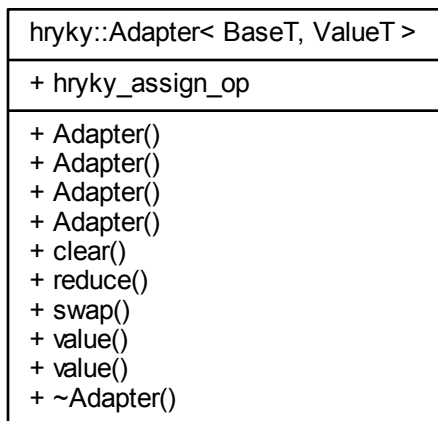 hryky::Adapter< BaseT, ValueT >
+ hryky_assign_op
+ Adapter()
+ Adapter()
+ Adapter()
+ Adapter()
+ clear()
+ reduce()
+ swap()
+ value()
+ value()
+ ~Adapter()